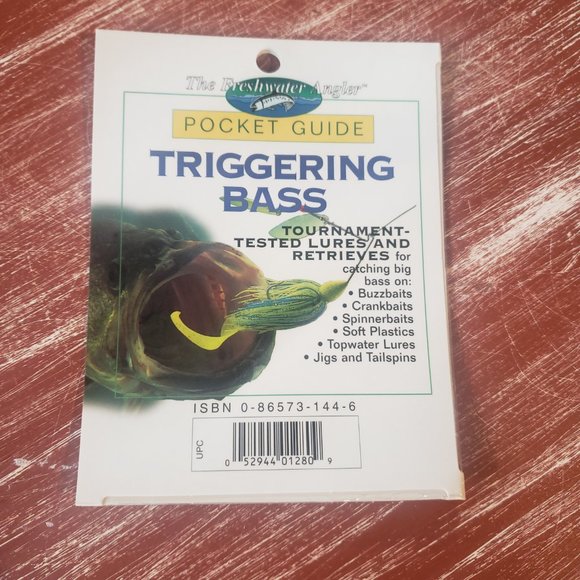 The Freshwater Angler™
POCKET GUIDE
TRIGGERING
BASS
TOURNAMENT-
TESTED LURES AND
RETRIEVES for
catching big
bass on:
• Buzzbaits
• Crankbaits
• Spinnerbaits
• Soft Plastics
• Topwater Lures
• Jigs and Tailspins
ISBN 0-86573-144-6
UPC
0 52944 01280 9